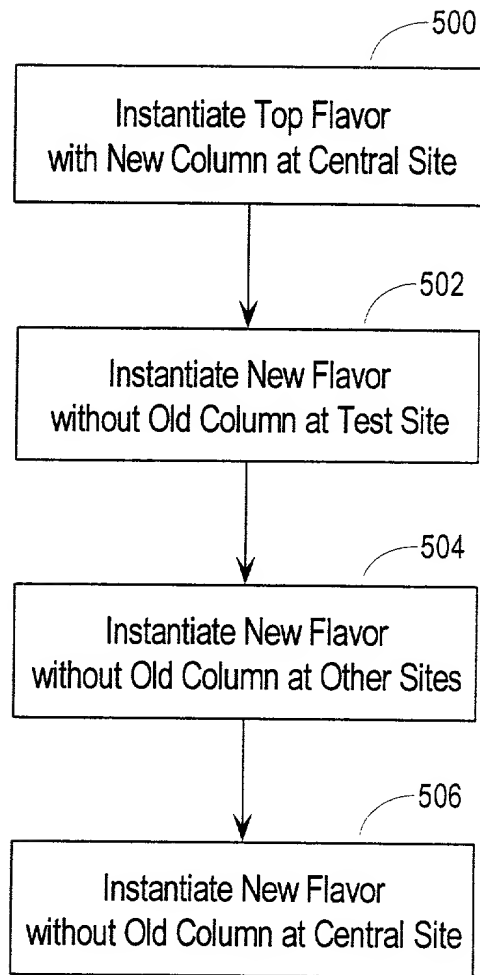 500
Instantiate Top Flavor
with New Column at Central Site
502
Instantiate New Flavor
without Old Column at Test Site
504
Instantiate New Flavor
without Old Column at Other Sites
506
Instantiate New Flavor
without Old Column at Central Site